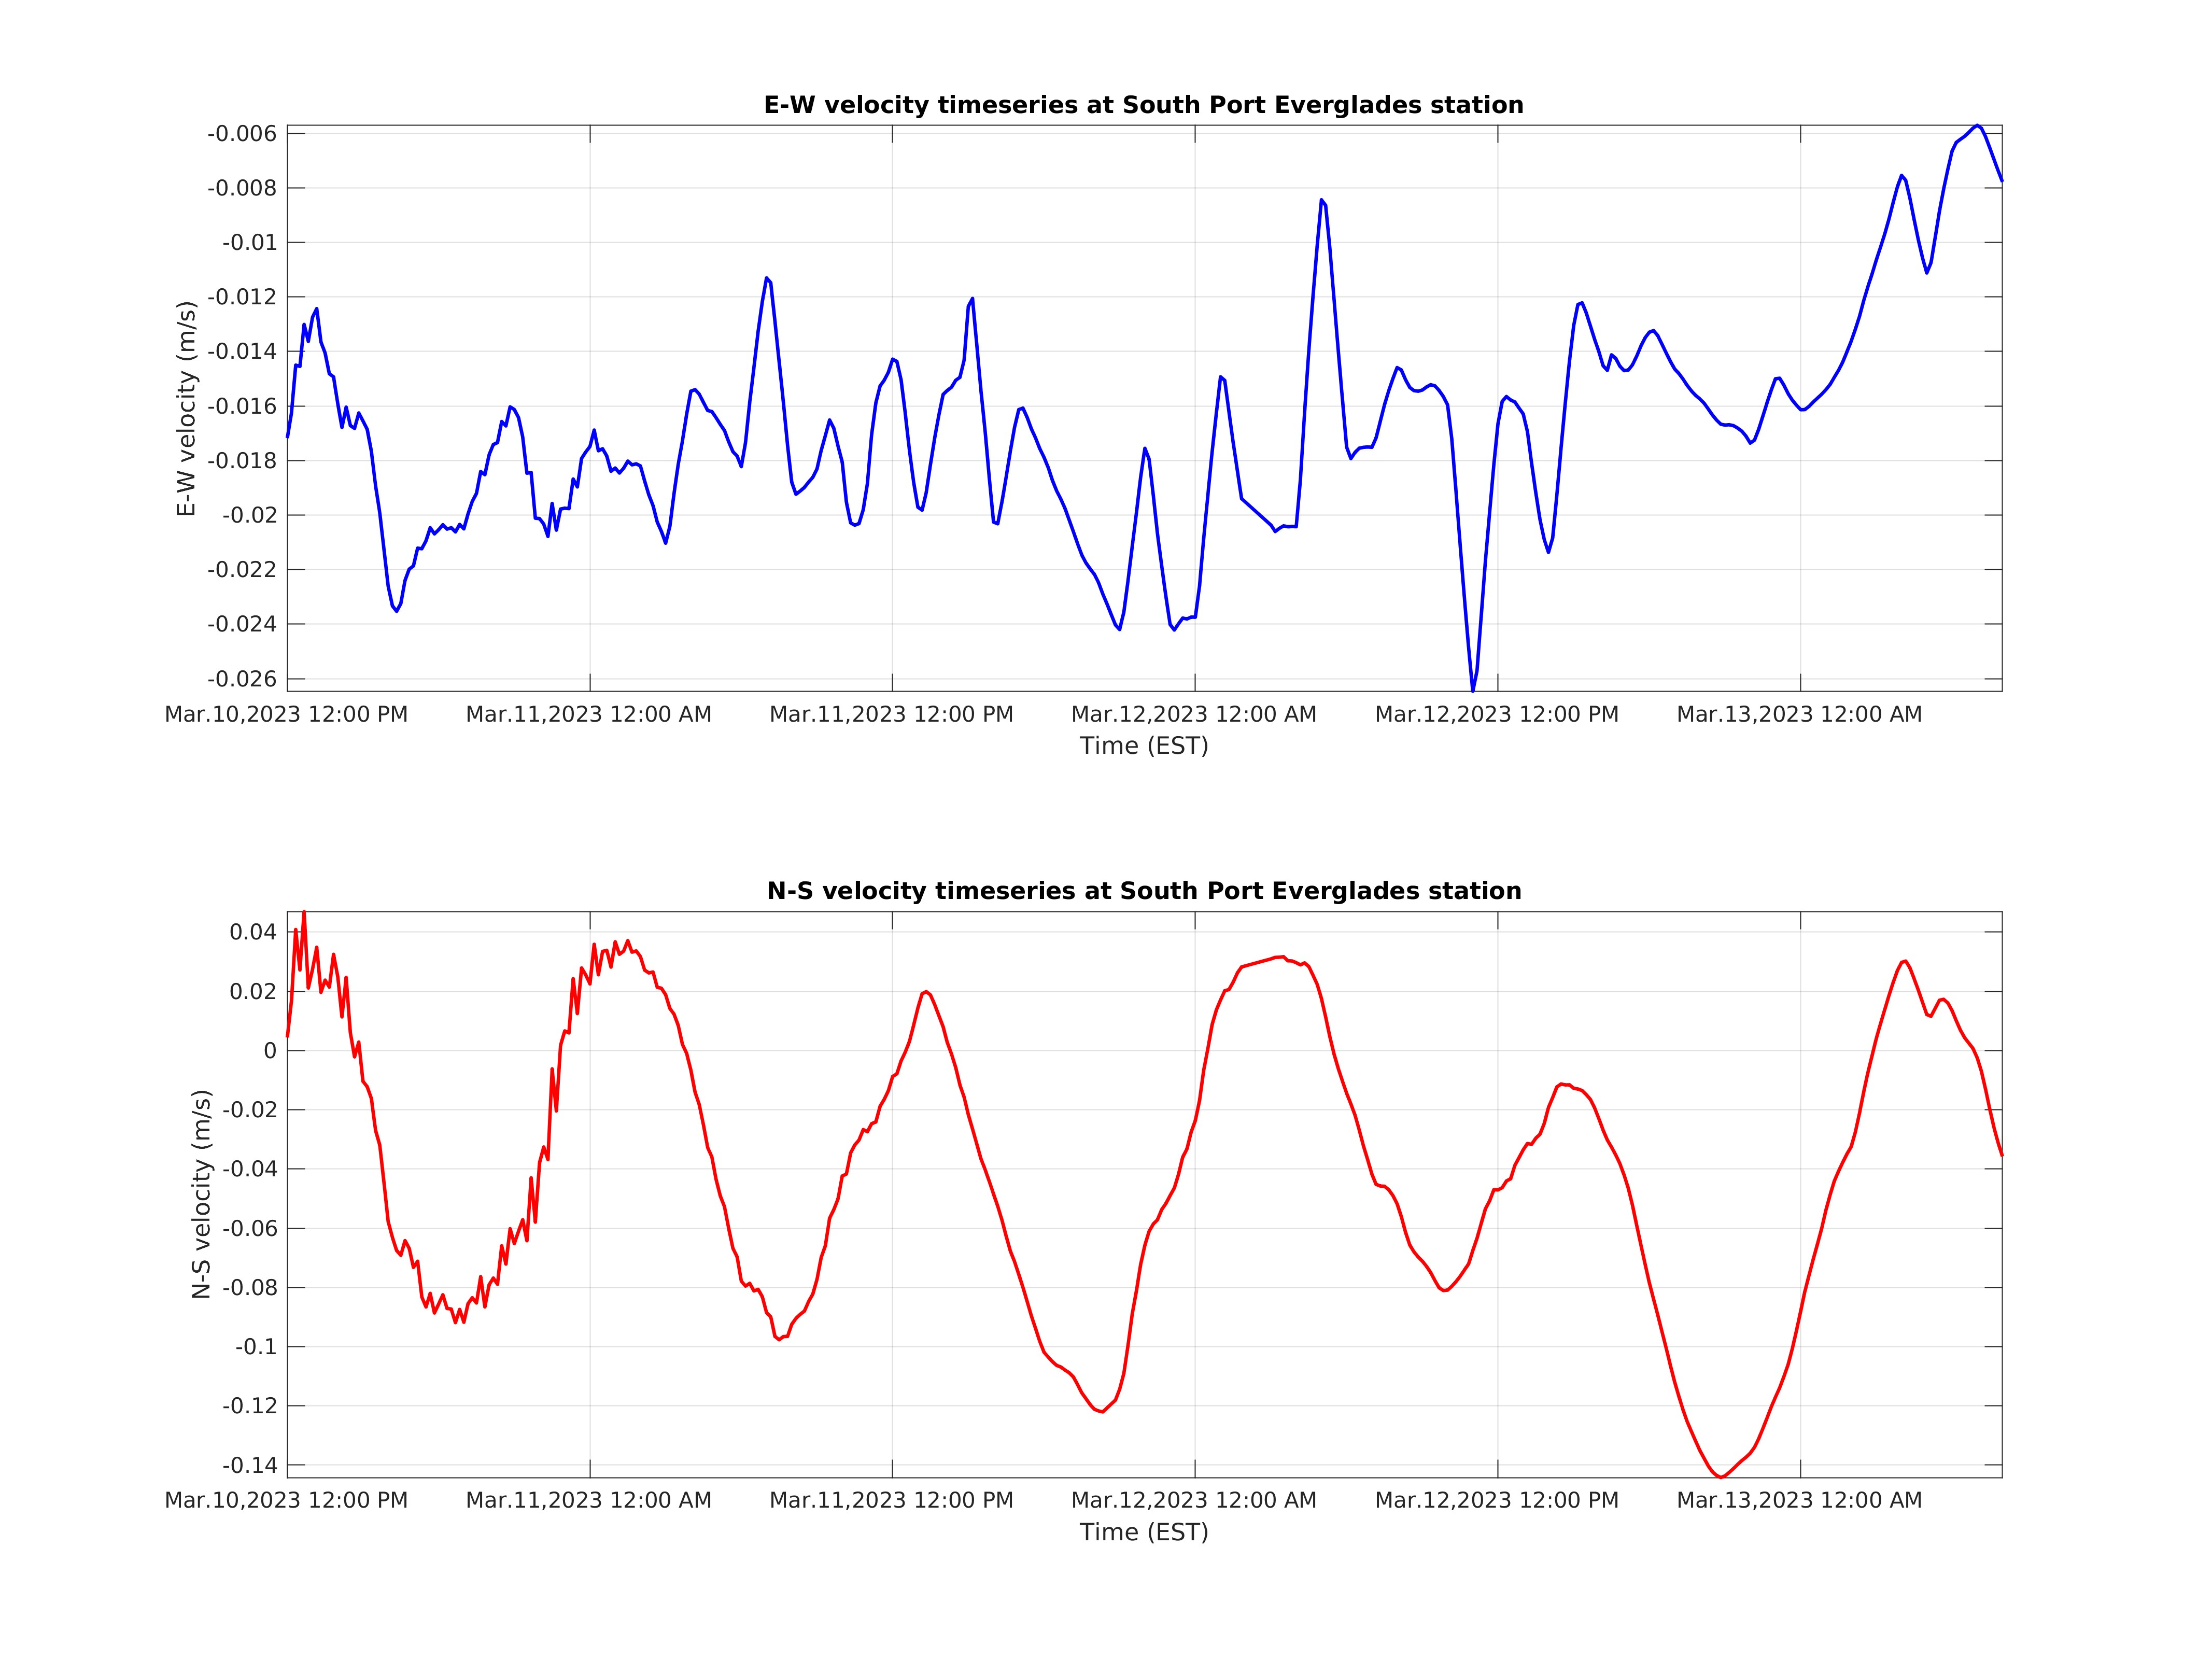 E-W velocity timeseries at South Port Everglades station
-0.006
-0.008
-0.01
-0.012
-0.014
-0.016
-0.018
-0.02
-0.022
-0.024
-0.026
E-W velocity (m/s)
Mar.10,2023 12:00 PM Mar.11,2023 12:00 AM Mar.11,2023 12:00 PM Mar.12,2023 12:00 AM Mar.12,2023 12:00 PM Mar.13,2023 12:00 AM
Time (EST)
N-S velocity timeseries at South Port Everglades station
0.04
0.02
0
-0.02
-0.04
-0.06
-0.08
-0.1
-0.12
-0.14
N-S velocity (m/s)
Mar.10,2023 12:00 PM Mar.11,2023 12:00 AM Mar.11,2023 12:00 PM Mar.12,2023 12:00 AM Mar.12,2023 12:00 PM Mar.13,2023 12:00 AM
Time (EST)